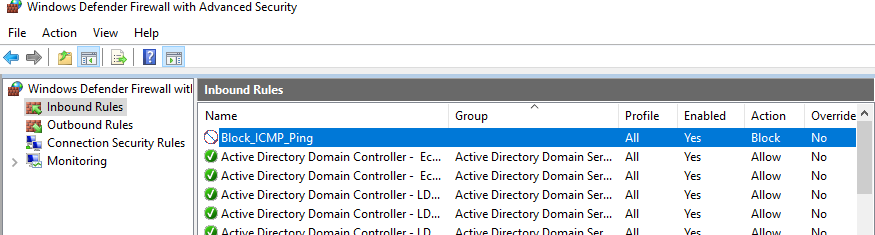 Windows Defender Firewall with Advanced Security
File Action View Help
Windows Defender Firewall wit
Inbound Rules
Outbound Rules
Connection Security Rules
Monitoring
Inbound Rules
Name Group Profile Enabled Action Override
Block_ICMP_Ping All Yes Block No
Active Directory Domain Controller - Ec... Active Directory Domain Ser... All Yes Allow No
Active Directory Domain Controller - Ec... Active Directory Domain Ser... All Yes Allow No
Active Directory Domain Controller - LD... Active Directory Domain Ser... All Yes Allow No
Active Directory Domain Controller - LD... Active Directory Domain Ser... All Yes Allow No
Active Directory Domain Controller - LD... Active Directory Domain Ser... All Yes Allow No